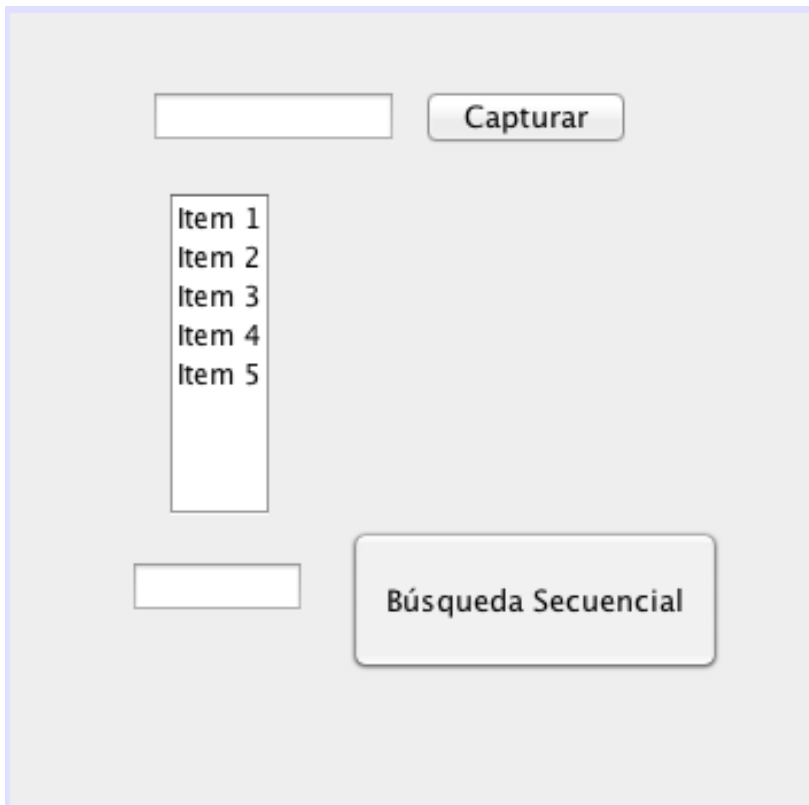 Capturar
Item 1
Item 2
Item 3
Item 4
Item 5
Búsqueda Secuencial